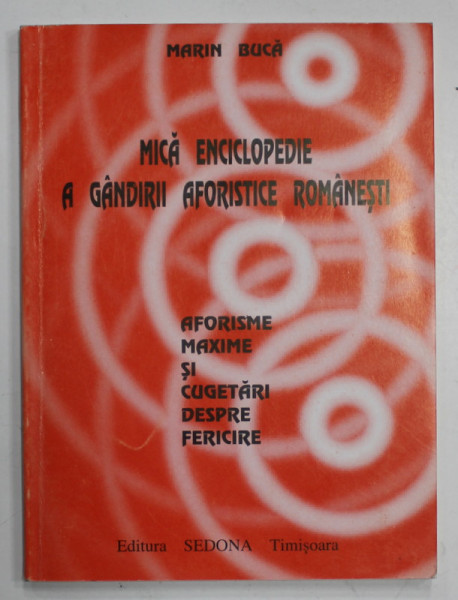 MARIN BUCĂ
MICĂ ENCICLOPEDIE
A GÂNDIRII AFORISTICE ROMÂNEȘTI
AFORISME
MAXIME
ȘI
CUGETĂRI
DESPRE
FERICIRE
Editura SEDONA Timișoara